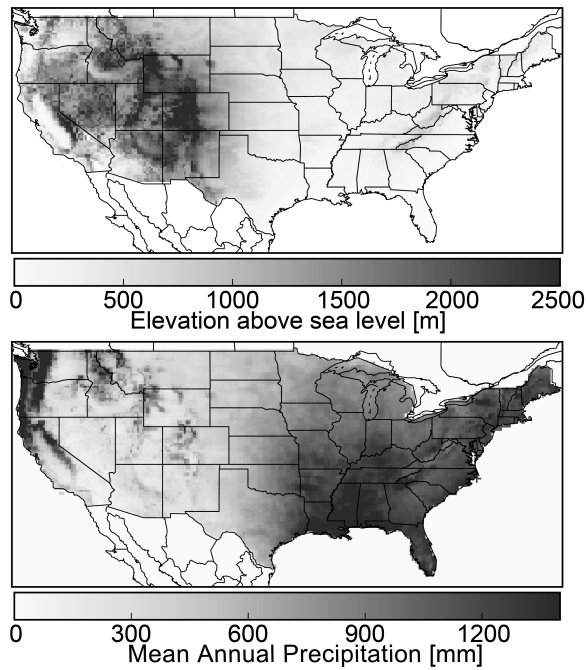 0 500 1000 1500 2000 2500
Elevation above sea level [m]
0 300 600 900 1200
Mean Annual Precipitation [mm]